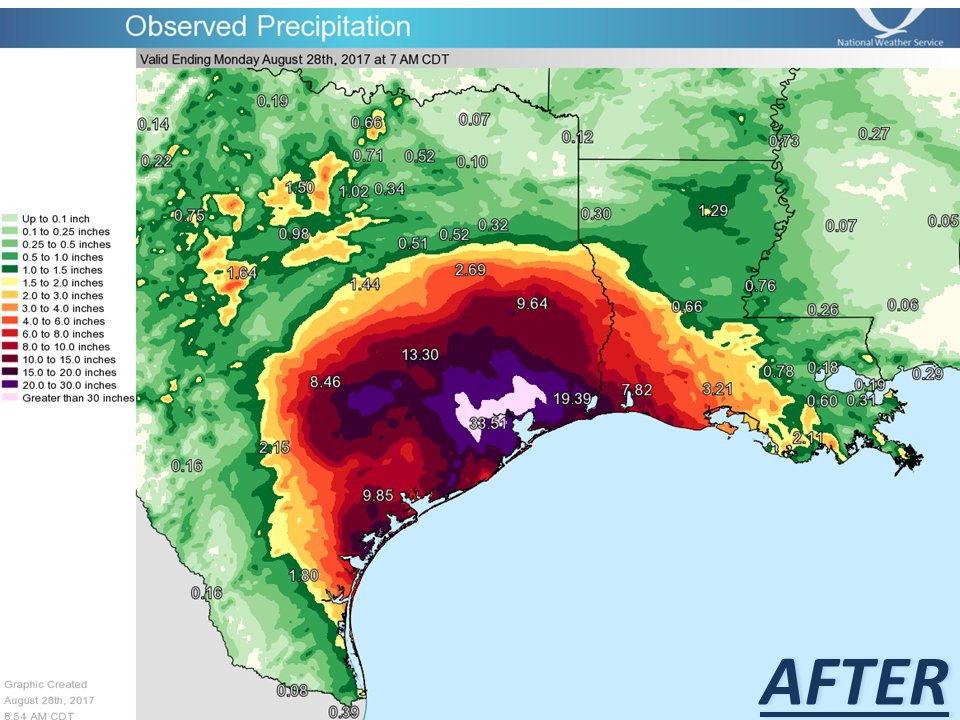 Observed Precipitation
National Weather Service
Valid Ending Monday August 28th, 2017 at 7 AM CDT
0.19
0.14
0.66
0.07
0.12
0.73
0.27
0.22
0.71
0.52
0.10
1.50
1.02
0.34
0.75
0.30
1.29
0.07
0.05
0.98
0.51
0.52
0.32
1.64
1.44
2.69
0.76
9.64
0.66
0.26
0.06
13.30
8.46
0.78
0.18
0.29
0.19
7.82
3.21
19.39
0.60
0.31
33.51
2.11
2.15
0.16
9.85
1.80
0.16
0.08
0.39
Up to 0.1 inch
0.1 to 0.25 inches
0.25 to 0.5 inches
0.5 to 1.0 inches
1.0 to 1.5 inches
1.5 to 2.0 inches
2.0 to 3.0 inches
3.0 to 4.0 inches
4.0 to 6.0 inches
6.0 to 8.0 inches
8.0 to 10.0 inches
10.0 to 15.0 inches
15.0 to 20.0 inches
20.0 to 30.0 inches
Greater than 30 inches
Graphic Created
August 28th, 2017
8:54 AM CDT
AFTER